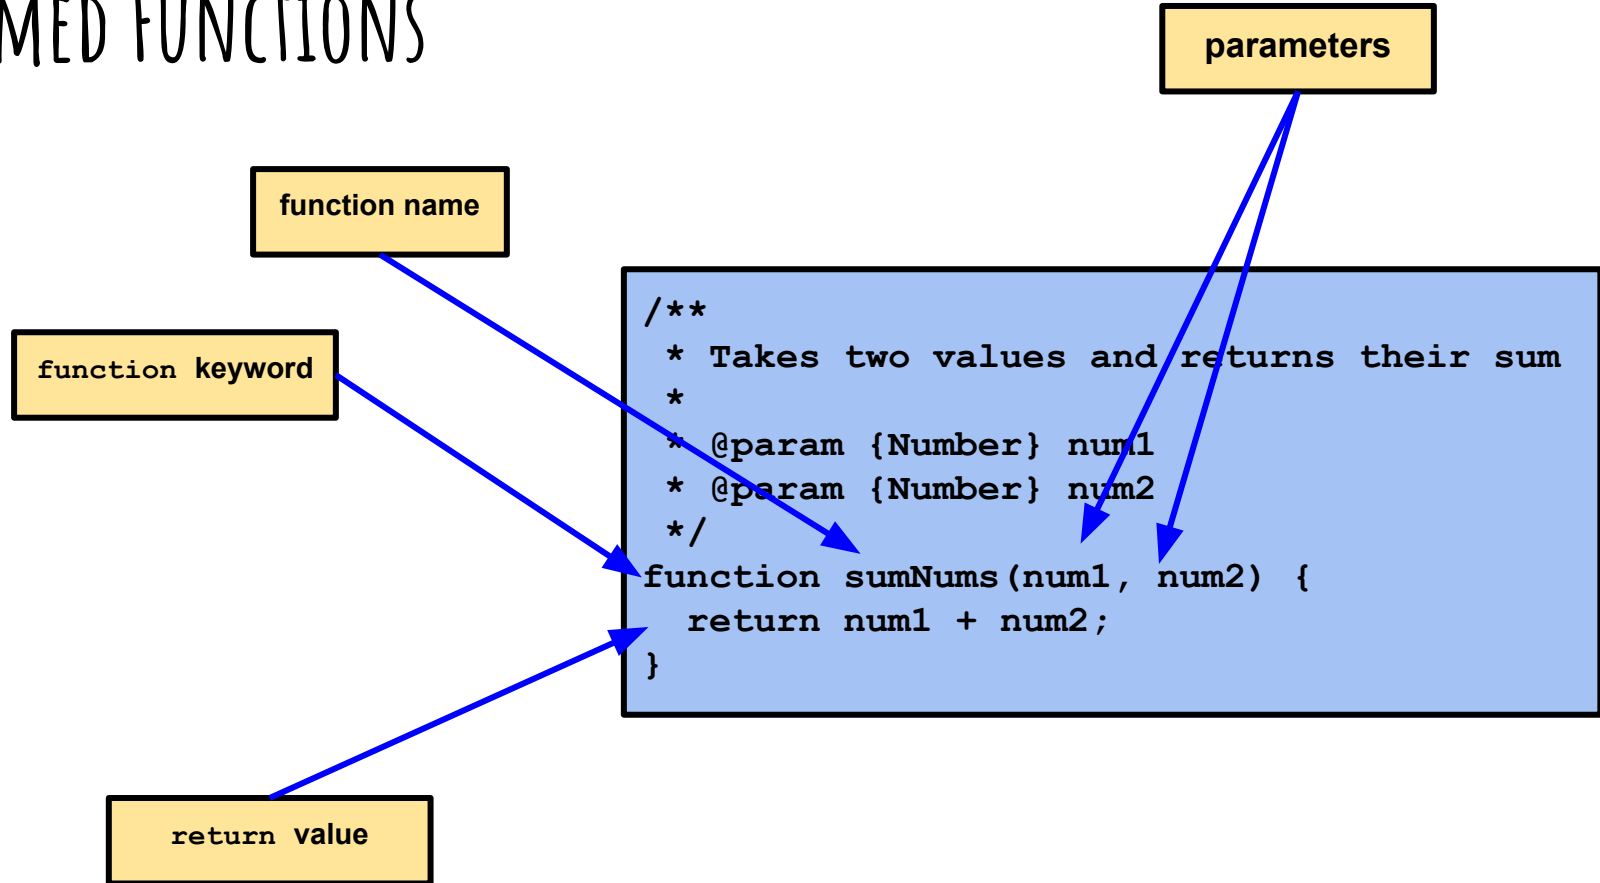 MED FUNCTIONS
parameters
function name
function keyword
/**
 * Takes two values and returns their sum
 *
 * @param {Number} num1
 * @param {Number} num2
 */
function sumNums(num1, num2) {
  return num1 + num2;
}
return value